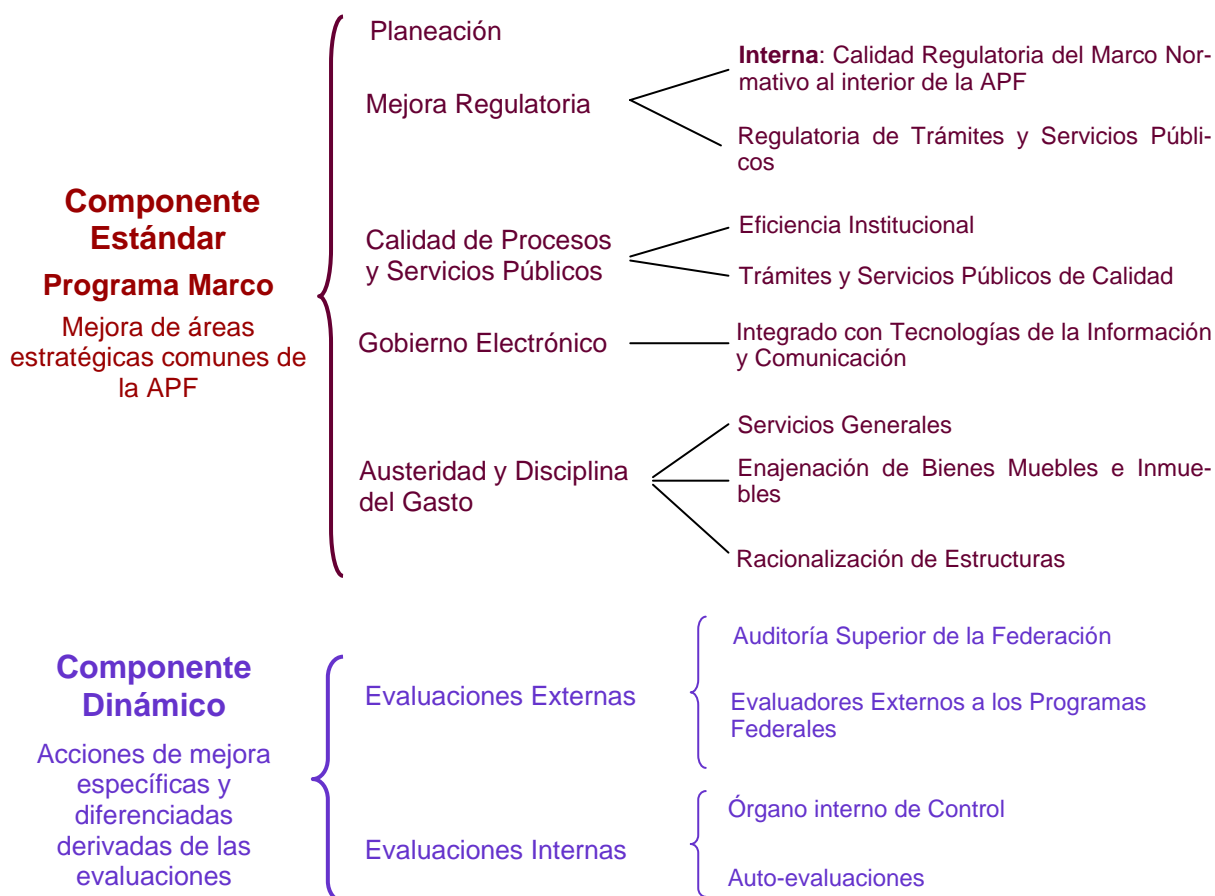 Componente
Estándar
Programa Marco
Mejora de áreas
estratégicas comunes de
la APF
Planeación
Mejora Regulatoria
Interna: Calidad Regulatoria del Marco Nor-
mativo al interior de la APF
Regulatoria de Trámites y Servicios Públi-
cos
Calidad de Procesos
y Servicios Públicos
Eficiencia Institucional
Trámites y Servicios Públicos de Calidad
Gobierno Electrónico
Integrado con Tecnologías de la Información
y Comunicación
Austeridad y Disciplina
del Gasto
Servicios Generales
Enajenación de Bienes Muebles e Inmue-
bles
Racionalización de Estructuras
Componente
Dinámico
Acciones de mejora
específicas y
diferenciadas
derivadas de las
evaluaciones
Evaluaciones Externas
Auditoría Superior de la Federación
Evaluadores Externos a los Programas
Federales
Evaluaciones Internas
Órgano interno de Control
Auto-evaluaciones